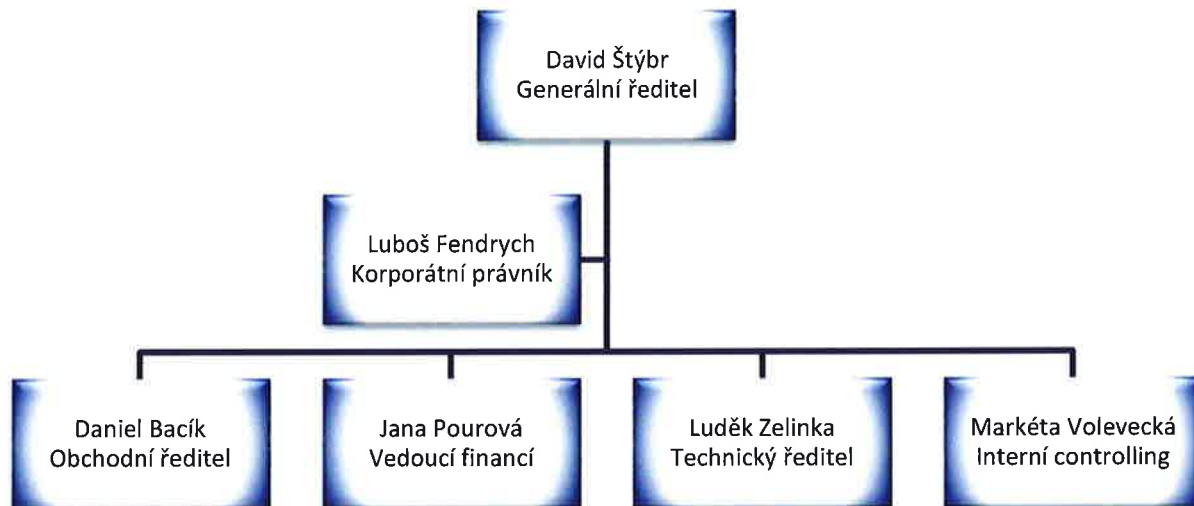 David Štýbr
Generální ředitel
Luboš Fendrych
Korporátní právník
Daniel Bacík
Obchodní ředitel
Jana Pourová
Vedoucí financí
Luděk Zelinka
Technický ředitel
Markéta Volevecká
Interní controlling